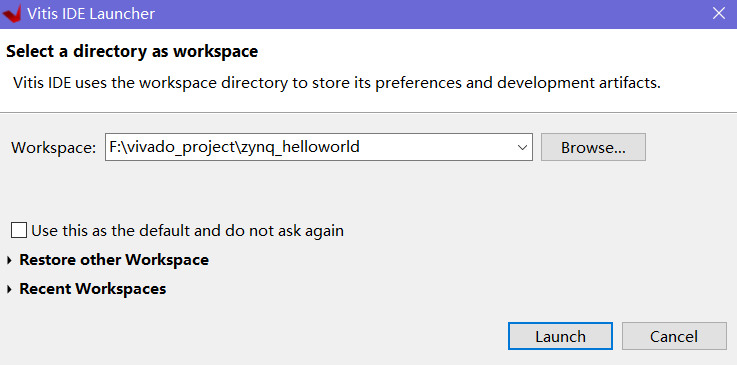 Vitis IDE Launcher
Select a directory as workspace
Vitis IDE uses the workspace directory to store its preferences and development artifacts.
Workspace: F:\vivado_project\zynq_helloworld Browse...
Use this as the default and do not ask again
Restore other Workspace
Recent Workspaces
Launch Cancel